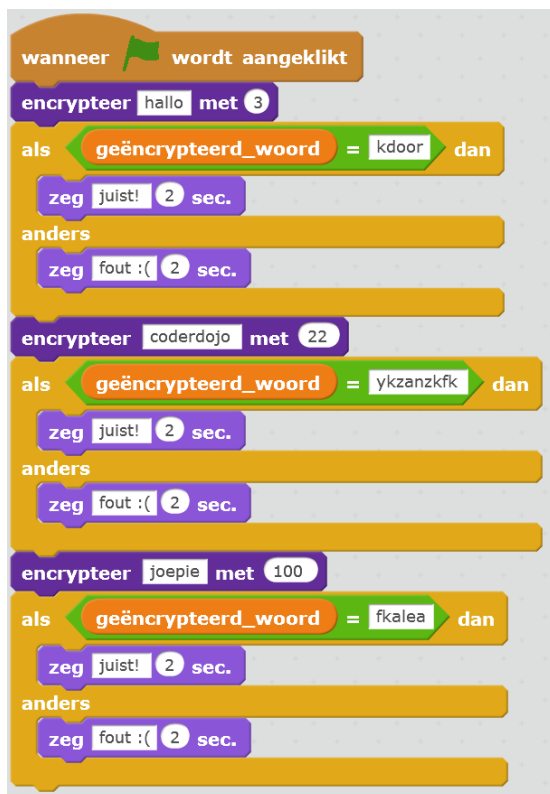 wanneer wordt aangeklikt
encrypteer hallo met 3
als geëncrypteerd_woord = kdoor dan
zeg juist! 2 sec.
anders
zeg fout :( 2 sec.
encrypteer coderdojo met 22
als geëncrypteerd_woord = ykzanzkfk dan
zeg juist! 2 sec.
anders
zeg fout :( 2 sec.
encrypteer joepie met 100
als geëncrypteerd_woord = fkalea dan
zeg juist! 2 sec.
anders
zeg fout :( 2 sec.